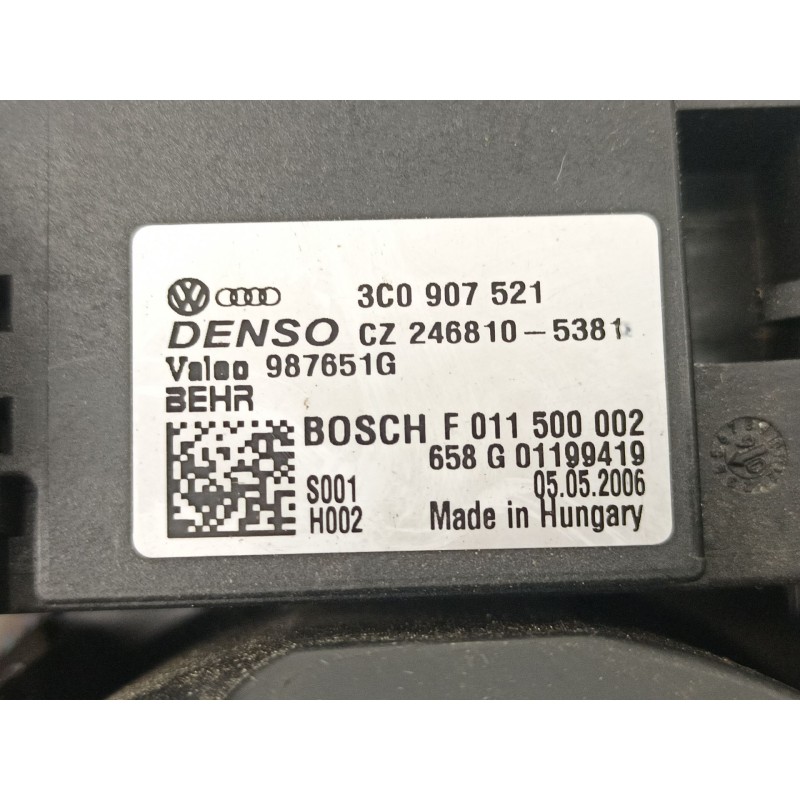 3C0 907 521
DENSO CZ 246810-5381
Valeo 987651G
BEHR
BOSCH F 011 500 002
658 G 01199419
S001 05.05.2006
H002 Made in Hungary